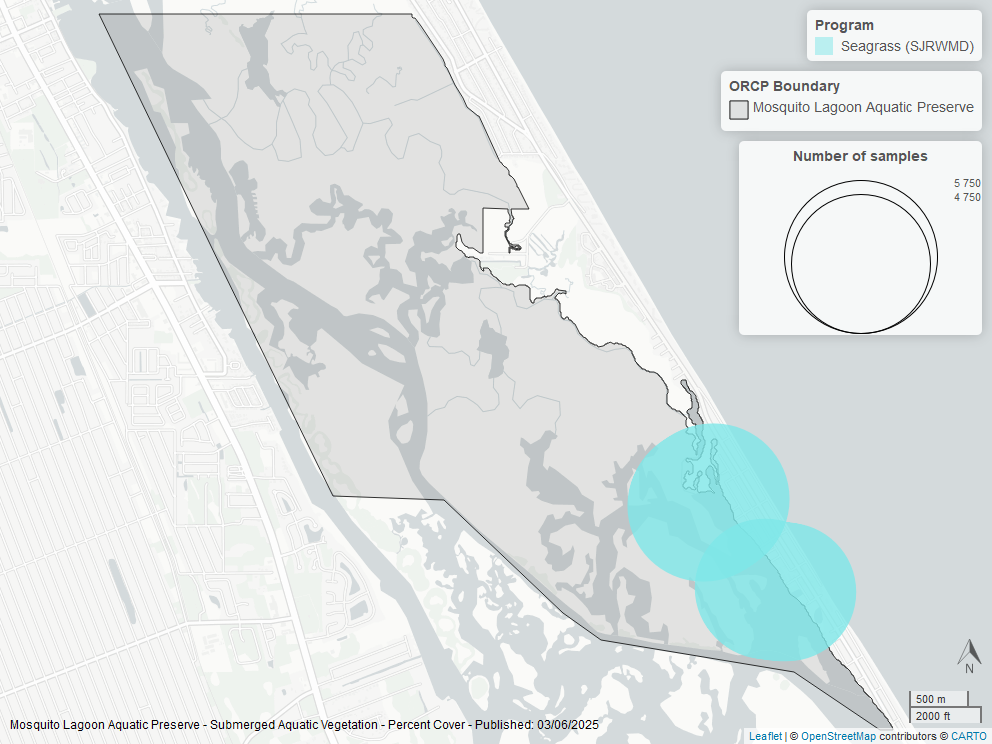 Program
Seagrass (SJRWMD)
ORCP Boundary
Mosquito Lagoon Aquatic Preserve
Number of samples
5 750
4 750
N
500 m
2000 ft
Mosquito Lagoon Aquatic Preserve - Submerged Aquatic Vegetation - Percent Cover - Published: 03/06/2025
Leaflet | © OpenStreetMap contributors © CARTO